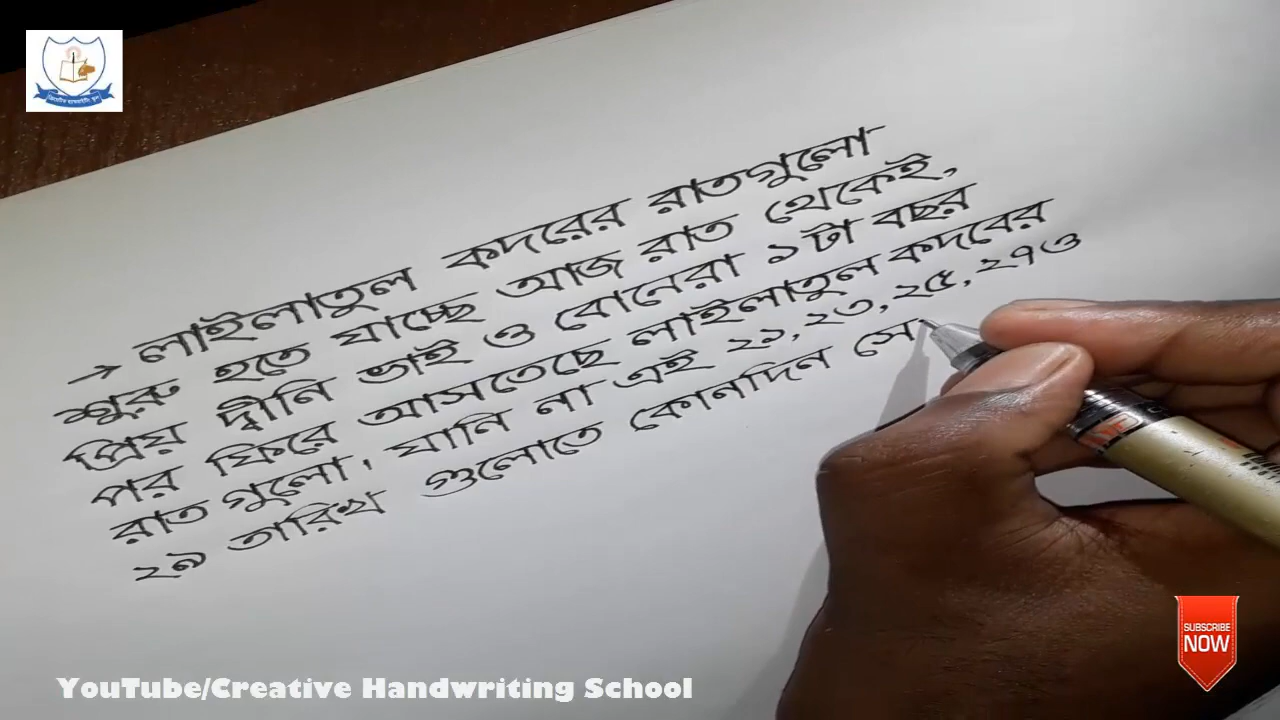 → লাইলাতুল কদরের রাতগুলো
শুরু হতে যাচ্ছে আজ রাত থেকেই,
প্রিয় দ্বীনি ভাই ও বোনেরা ১টা বছর
পর ফিরে আসতেছে লাইলাতুল কদরের
রাত গুলো। যানি না এই ২১,২৩,২৫,২৭ও
২৯ তারিখ গুলোতে কোনদিন সে
YouTube/Creative Handwriting School
SUBSCRIBE
NOW